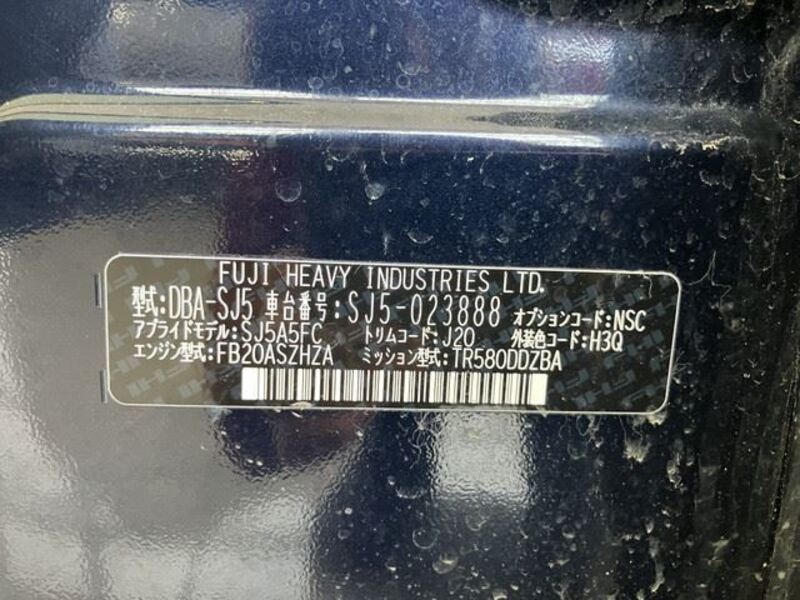 FUJI HEAVY INDUSTRIES LTD.
型式:DBA-SJ5 車台番号:SJ5-023888 オプションコード:NSC
アプライドモデル:SJ5A5FC トリムコード:J20 外装色コード:H3Q
エンジン型式:FB20ASZHZA ミッション型式:TR580DDZBA